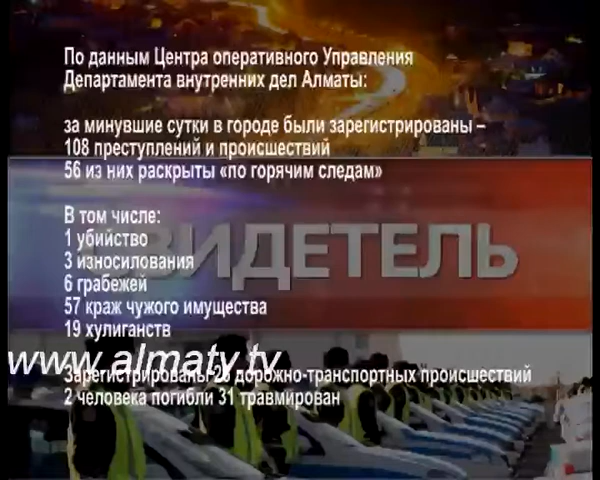 По данным Центра оперативного Управления
Департамента внутренних дел Алматы:
за минувшие сутки в городе были зарегистрированы –
108 преступлений и происшествий
56 из них раскрыты «по горячим следам»
В том числе:
1 убийство
3 износилования
6 грабежей
57 краж чужого имущества
19 хулиганств
СВИДЕТЕЛЬ
www.almaty.tv
Зарегистрированы 26 дорожно-транспортных происшествий
2 человека погибли 31 травмирован